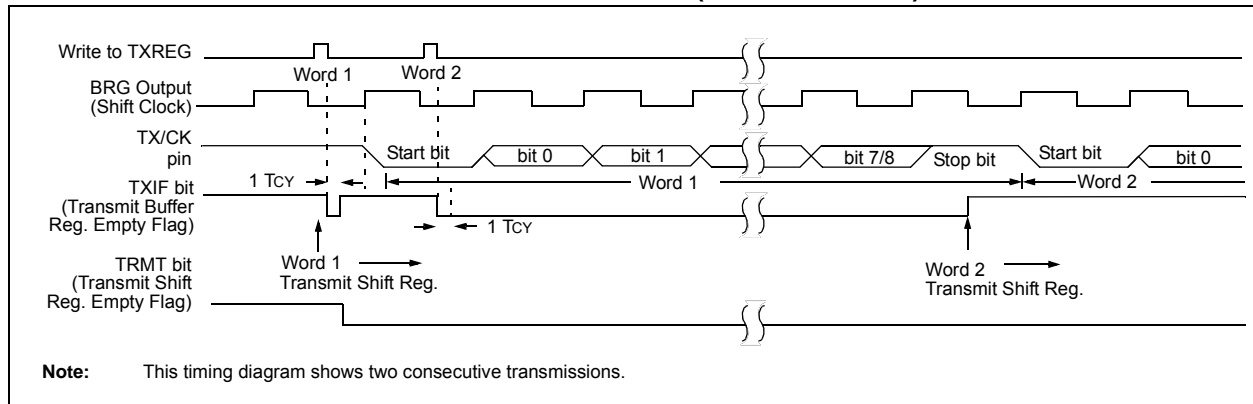 Write to TXREG
Word 1
Word 2
BRG Output
(Shift Clock)
TX/CK
pin
Start bit
bit 0
bit 1
bit 7/8
Stop bit
Start bit
bit 0
1 TCY
Word 1
Word 2
TXIF bit
(Transmit Buffer
Reg. Empty Flag)
1 TCY
Word 1
Transmit Shift Reg.
Word 2
Transmit Shift Reg.
TRMT bit
(Transmit Shift
Reg. Empty Flag)
Note: This timing diagram shows two consecutive transmissions.